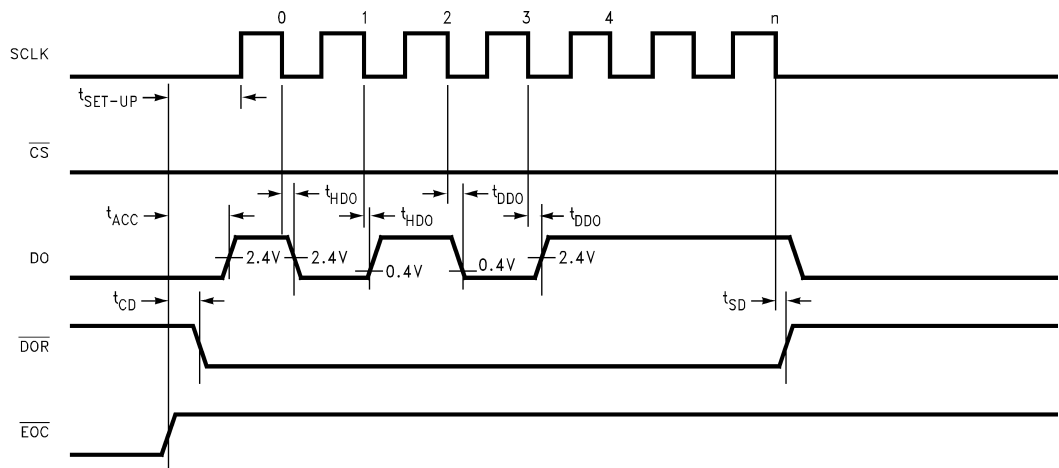 0 1 2 3 4 n
SCLK
tSET-UP
CS
tHDO tDDO
tACC tHDO tDDO
DO 2.4V 2.4V 0.4V 0.4V 2.4V
tCD tSD
DOR
EOC